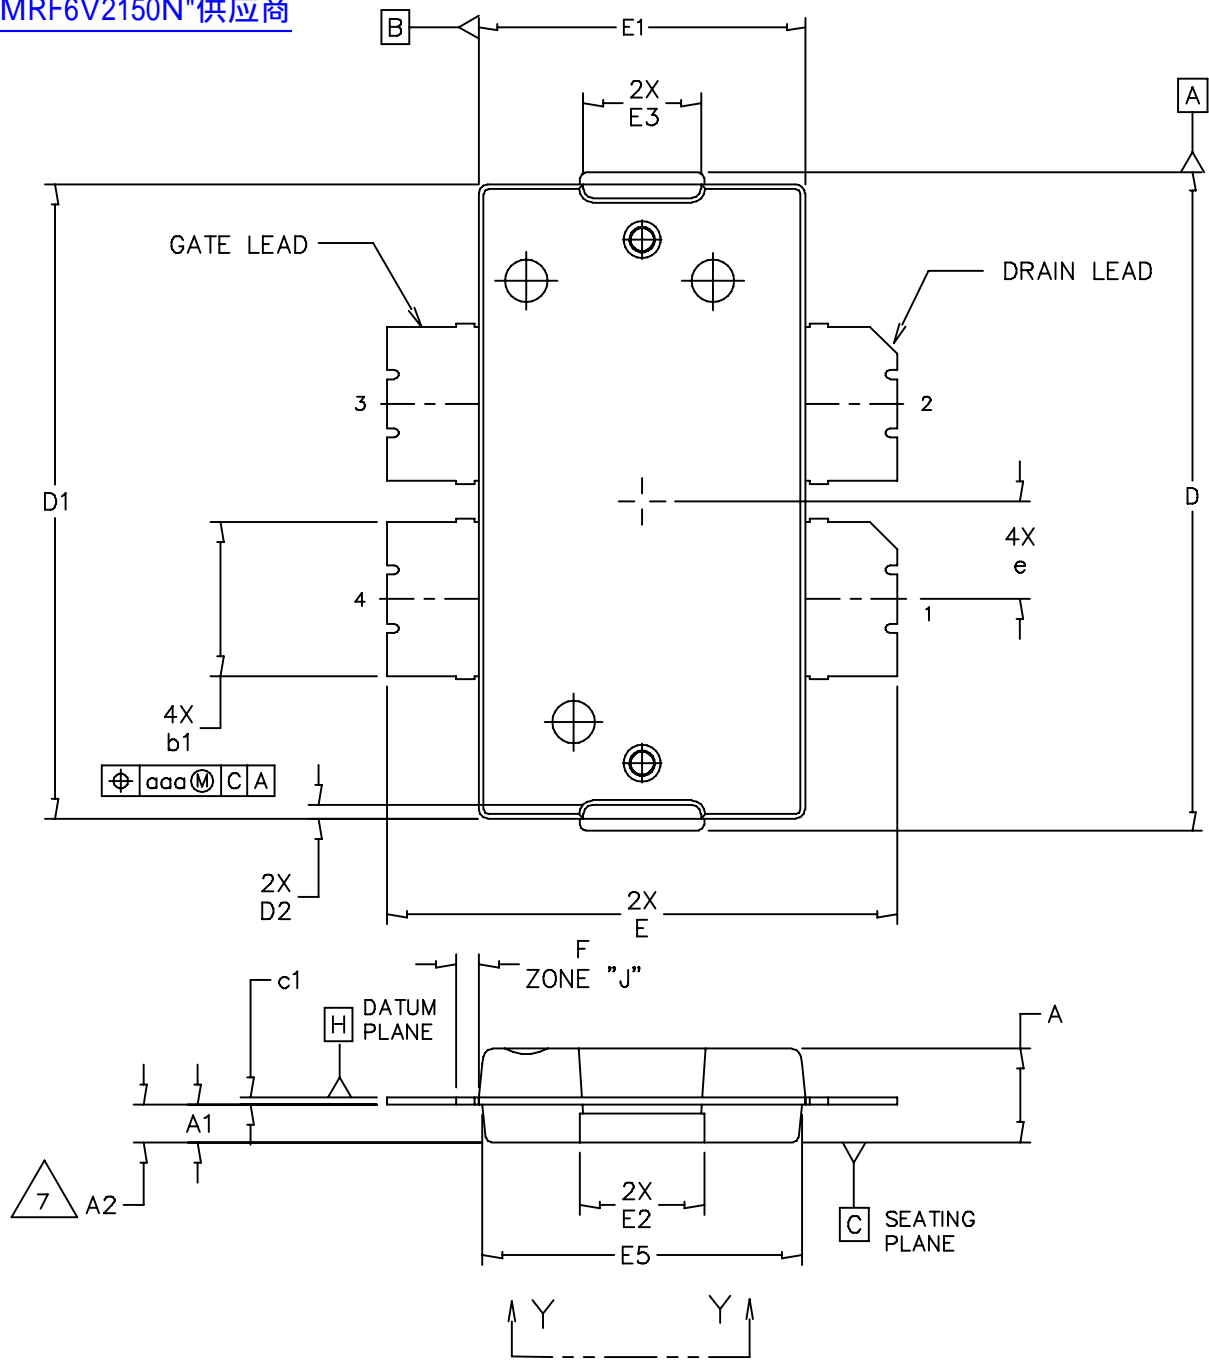 MRF6V2150N"供应商
B
E1
2X
E3
A
GATE LEAD
DRAIN LEAD
3
2
D1
D
4X
e
4
1
4X
b1
⌖ aaa Ⓜ C A
2X
D2
2X
E
F
ZONE "J"
c1
H
DATUM
PLANE
A
A1
7
A2
2X
E2
C
SEATING
PLANE
E5
Y
Y